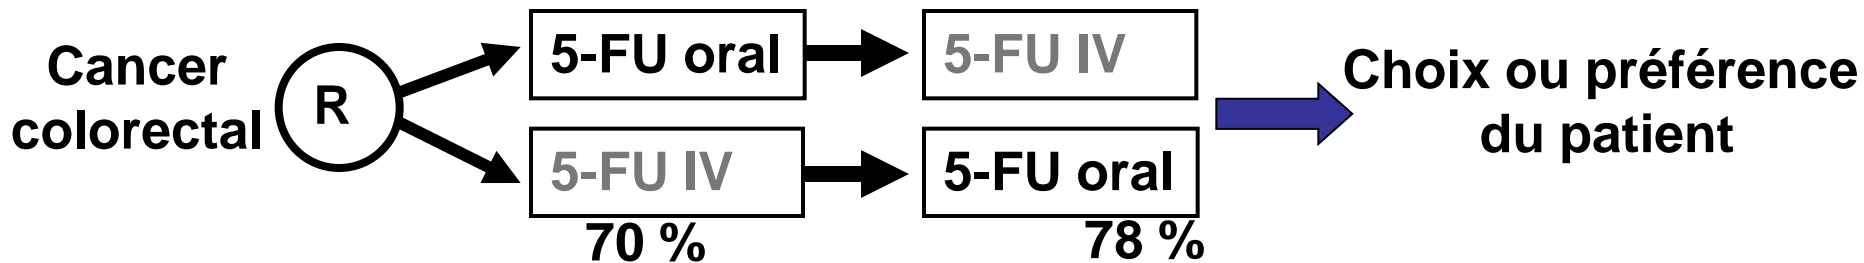 Cancer
colorectal
R
5-FU oral
5-FU IV
5-FU IV
5-FU oral
70 %
78 %
Choix ou préférence
du patient